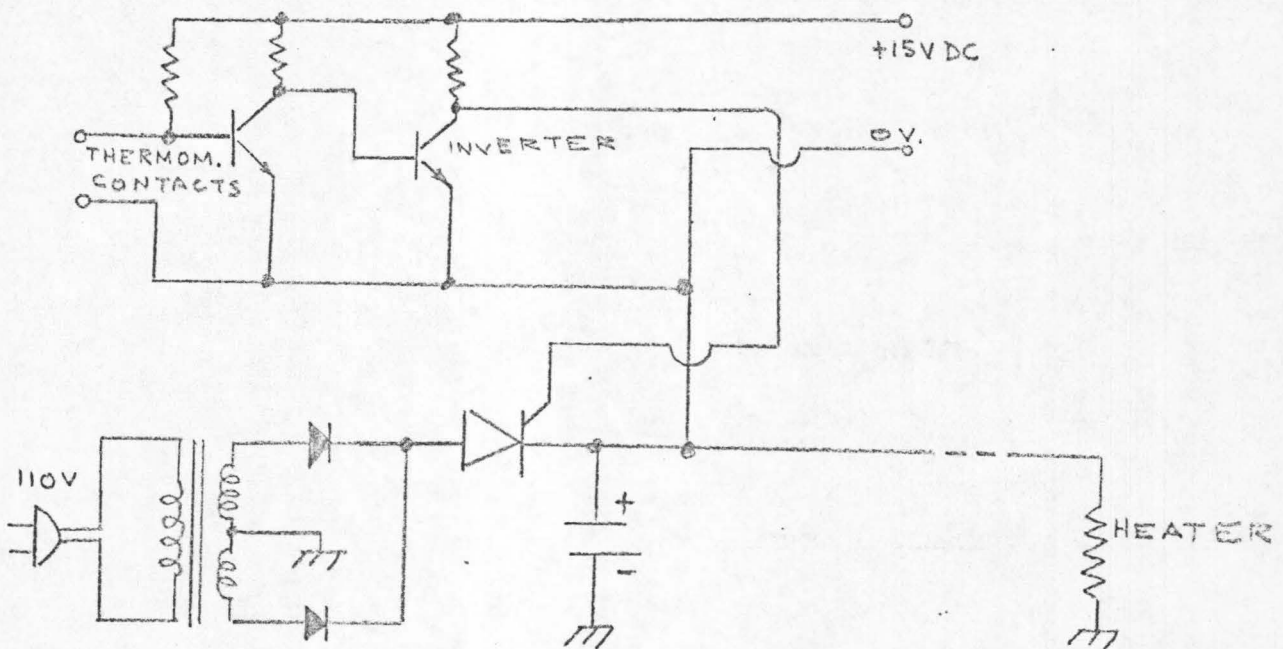 +15V DC
0V.
THERMOM.
CONTACTS
INVERTER
110V
+
-
HEATER